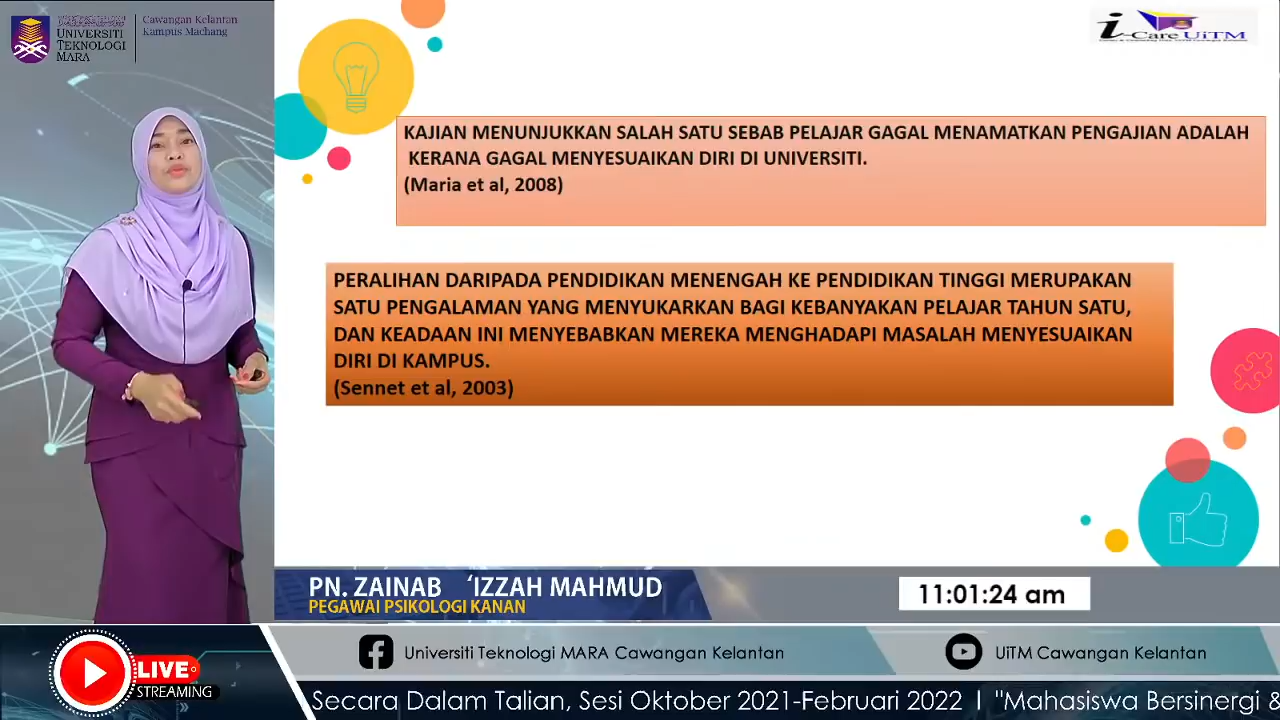 UNIVERSITI
TEKNOLOGI
MARA
Cawangan Kelantan
Kampus Machang
i-Care UiTM
KAJIAN MENUNJUKKAN SALAH SATU SEBAB PELAJAR GAGAL MENAMATKAN PENGAJIAN ADALAH
KERANA GAGAL MENYESUAIKAN DIRI DI UNIVERSITI.
(Maria et al, 2008)
PERALIHAN DARIPADA PENDIDIKAN MENENGAH KE PENDIDIKAN TINGGI MERUPAKAN
SATU PENGALAMAN YANG MENYUKARKAN BAGI KEBANYAKAN PELAJAR TAHUN SATU,
DAN KEADAAN INI MENYEBABKAN MEREKA MENGHADAPI MASALAH MENYESUAIKAN
DIRI DI KAMPUS.
(Sennet et al, 2003)
PN. ZAINAB ‘IZZAH MAHMUD
PEGAWAI PSIKOLOGI KANAN
11:01:24 am
LIVE
STREAMING
Universiti Teknologi MARA Cawangan Kelantan
UiTM Cawangan Kelantan
Secara Dalam Talian, Sesi Oktober 2021-Februari 2022 | "Mahasiswa Bersinergi &